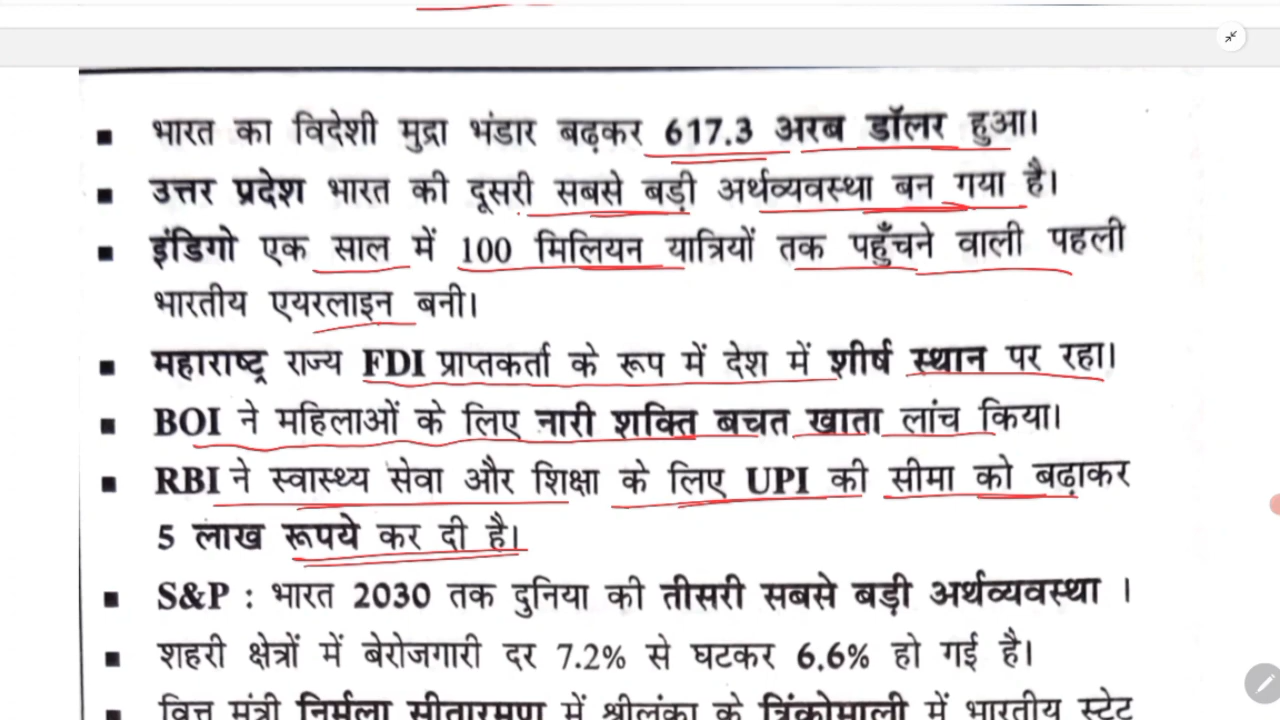 भारत का विदेशी मुद्रा भंडार बढ़कर 617.3 अरब डॉलर हुआ।
उत्तर प्रदेश भारत की दूसरी सबसे बड़ी अर्थव्यवस्था बन गया है।
इंडिगो एक साल में 100 मिलियन यात्रियों तक पहुँचने वाली पहली
भारतीय एयरलाइन बनी।
महाराष्ट्र राज्य FDI प्राप्तकर्ता के रूप में देश में शीर्ष स्थान पर रहा।
BOI ने महिलाओं के लिए नारी शक्ति बचत खाता लांच किया।
RBI ने स्वास्थ्य सेवा और शिक्षा के लिए UPI की सीमा को बढ़ाकर
5 लाख रूपये कर दी है।
S&P : भारत 2030 तक दुनिया की तीसरी सबसे बड़ी अर्थव्यवस्था ।
शहरी क्षेत्रों में बेरोजगारी दर 7.2% से घटकर 6.6% हो गई है।
वित्त मंत्री निर्मला सीतारमण में श्रीलंका के त्रिंकोमाली में भारतीय स्टेट